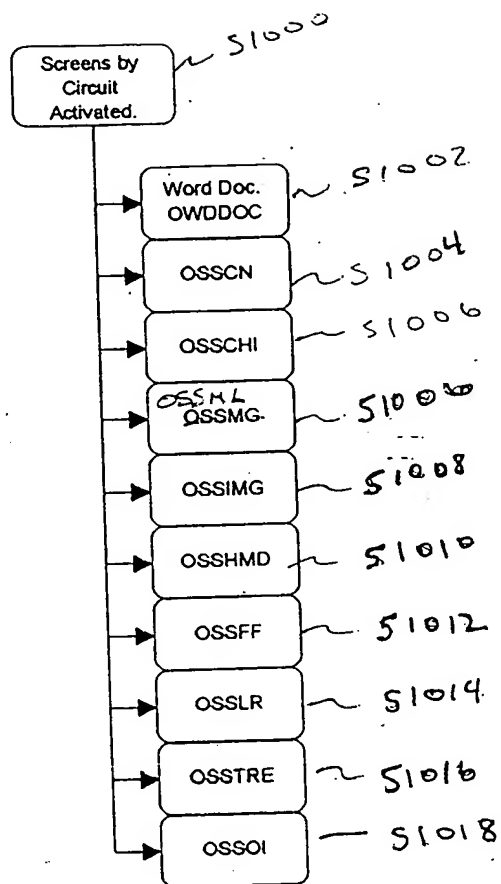 Screens by
Circuit
Activated.
S1000
Word Doc.
OWDDOC
S1002
OSSCN
S1004
OSSCHI
S1006
OSSML
OSSMG
OSSIMG
S1008
OSSHMD
S1010
OSSFF
S1012
OSSLR
S1014
OSSTRE
S1016
OSSOI
S1018